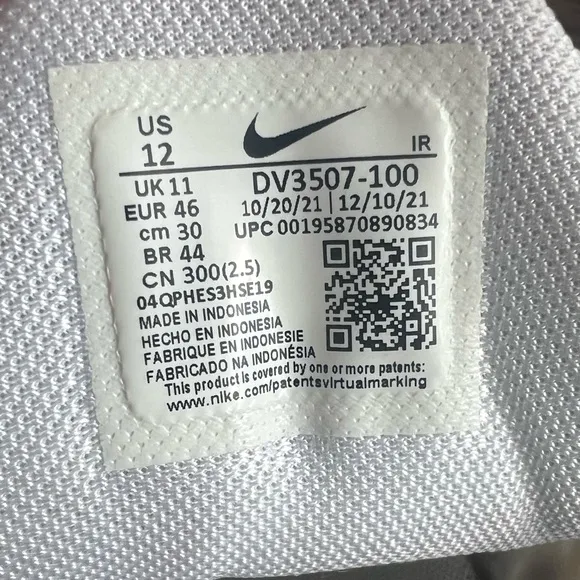 US
12
IR
UK 11
EUR 46
cm 30
BR 44
CN 300(2.5)
DV3507-100
10/20/21 | 12/10/21
UPC 00195870890834
04QPHES3HSE19
MADE IN INDONESIA
HECHO EN INDONESIA
FABRIQUE EN INDONESIE
FABRICADO NA INDONÉSIA
This product is covered by one or more patents:
www.nike.com/patentsvirtualmarking